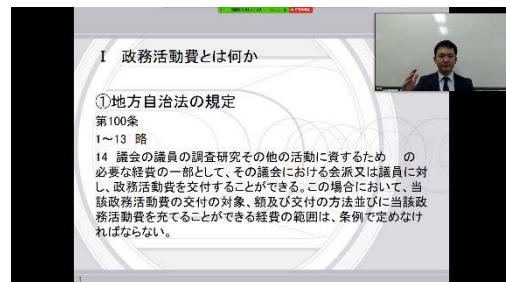 Ⅰ 政務活動費とは何か
①地方自治法の規定
第100条
1～13 略
14 議会の議員の調査研究その他の活動に資するため の
必要な経費の一部として、その議会における会派又は議員に対
し、政務活動費を交付することができる。この場合において、当
該政務活動費の交付の対象、額及び交付の方法並びに当該政
務活動費を充てることができる経費の範囲は、条例で定めなけ
ればならない。